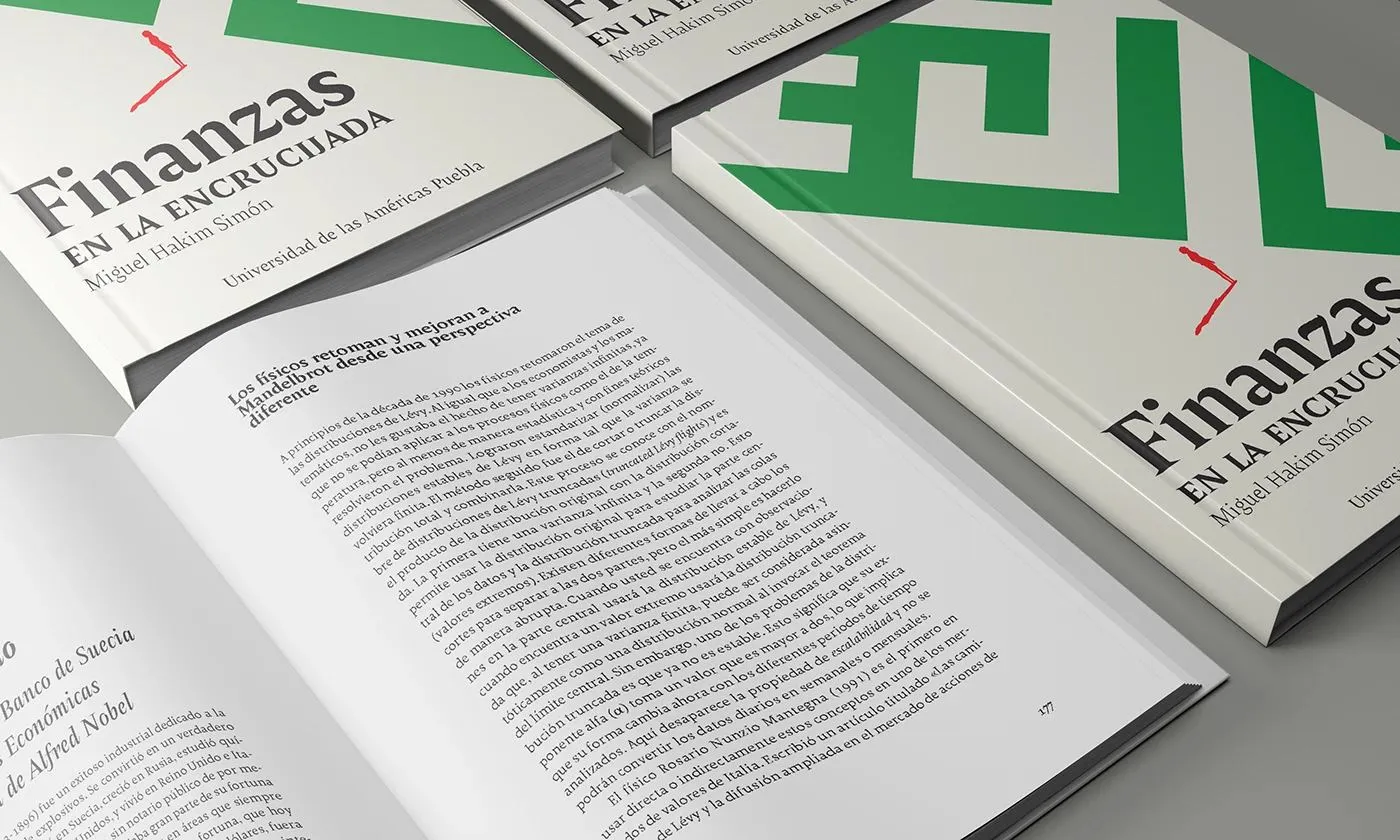 Finanzas
EN LA ENCRUCIJADA
Miguel Hakim Simón
Universidad de las Américas Puebla
EN LA
Miguel Hakim Simón
Universidad de las
Finanzas
EN LA
Miguel Hakim Simón
Banco de Suecia
Económicas
de Alfred Nobel
-1896) fue un exitoso industrial dedicado a la
de explosivos. Se convirtió en un verdadero
en Suecia, creció en Rusia, estudió quí-
Unidos, y vivió en Reino Unido e Ita-
sin notario público de por me-
gran parte de su fortuna
en áreas que siempre
fortuna, que hoy
dólares, fuera
Los físicos retoman y mejoran a
Mandelbrot desde una perspectiva
diferente
A principios de la década de 1990 los físicos retomaron el tema de
las distribuciones de Lévy. Al igual que a los economistas y los ma-
temáticos, no les gustaba el hecho de tener varianzas infinitas, ya
que no se podían aplicar a los procesos físicos como el de la tem-
peratura, pero al menos de manera estadística y con fines teóricos
resolvieron el problema. Lograron estandarizar (normalizar) las
distribuciones estables de Lévy en forma tal que la varianza se
volviera finita. El método seguido fue el de cortar o truncar la dis-
tribución total y combinarla. Este proceso se conoce con el nom-
bre de distribuciones de Lévy truncadas (truncated Lévy flights) y es
el producto de la distribución original con la distribución corta-
da. La primera tiene una varianza infinita y la segunda no. Esto
permite usar la distribución original para estudiar la parte cen-
tral de los datos y la distribución truncada para analizar las colas
(valores extremos). Existen diferentes formas de llevar a cabo los
cortes para separar a las dos partes, pero el más simple es hacerlo
de manera abrupta. Cuando usted se encuentra con observacio-
nes en la parte central usará la distribución estable de Lévy, y
cuando encuentra un valor extremo usará la distribución trunca-
da que, al tener una varianza finita, puede ser considerada asin-
tóticamente como una distribución normal al invocar el teorema
del límite central. Sin embargo, uno de los problemas de la distri-
bución truncada es que ya no es estable. Esto significa que su ex-
ponente alfa (α) toma un valor que es mayor a dos, lo que implica
que su forma cambia ahora con los diferentes periodos de tiempo
analizados. Aquí desaparece la propiedad de escalabilidad y no se
podrán convertir los datos diarios en semanales o mensuales.
El físico Rosario Nunzio Mantegna (1991) es el primero en
usar directa o indirectamente estos conceptos en uno de los mer-
dos de valores de Italia. Escribió un artículo titulado «Las cami-
de Lévy y la difusión ampliada en el mercado de acciones de
177